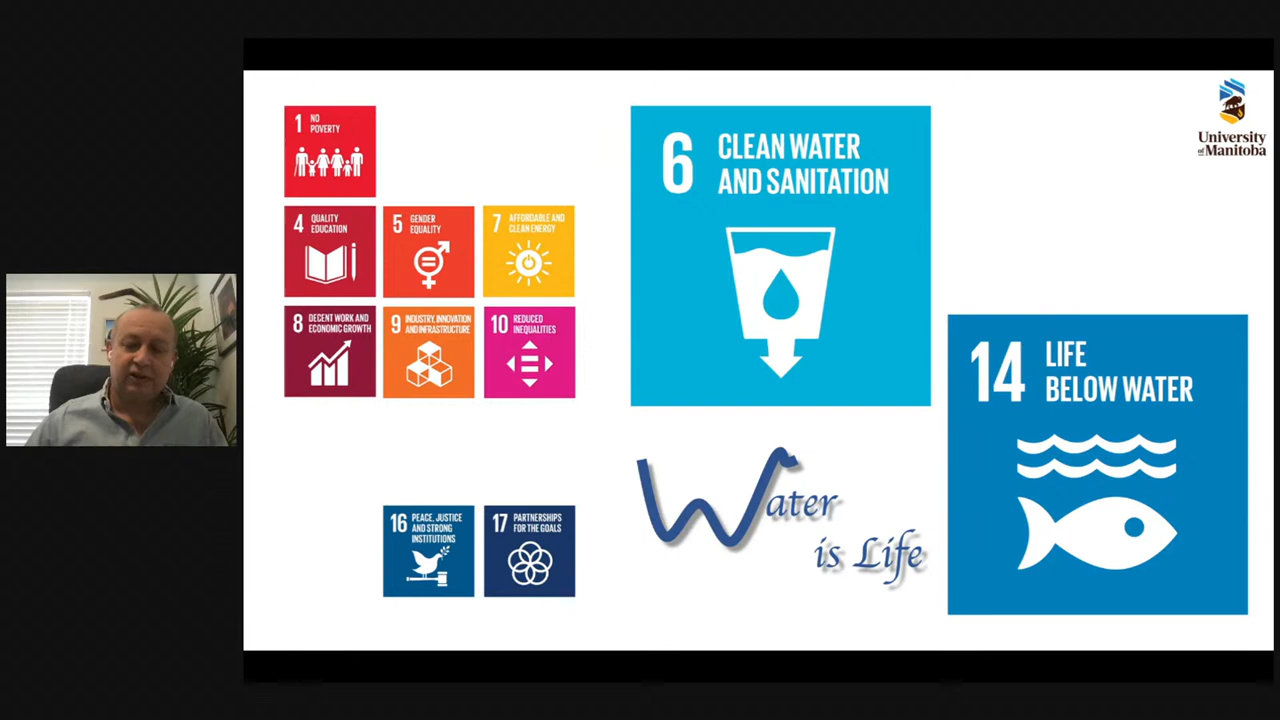 1 NO
POVERTY
4 QUALITY
EDUCATION
5 GENDER
EQUALITY
7 AFFORDABLE AND
CLEAN ENERGY
8 DECENT WORK AND
ECONOMIC GROWTH
9 INDUSTRY, INNOVATION
AND INFRASTRUCTURE
10 REDUCED
INEQUALITIES
16 PEACE, JUSTICE
AND STRONG
INSTITUTIONS
17 PARTNERSHIPS
FOR THE GOALS
6 CLEAN WATER
AND SANITATION
14 LIFE
BELOW WATER
Water
is Life
University
of Manitoba